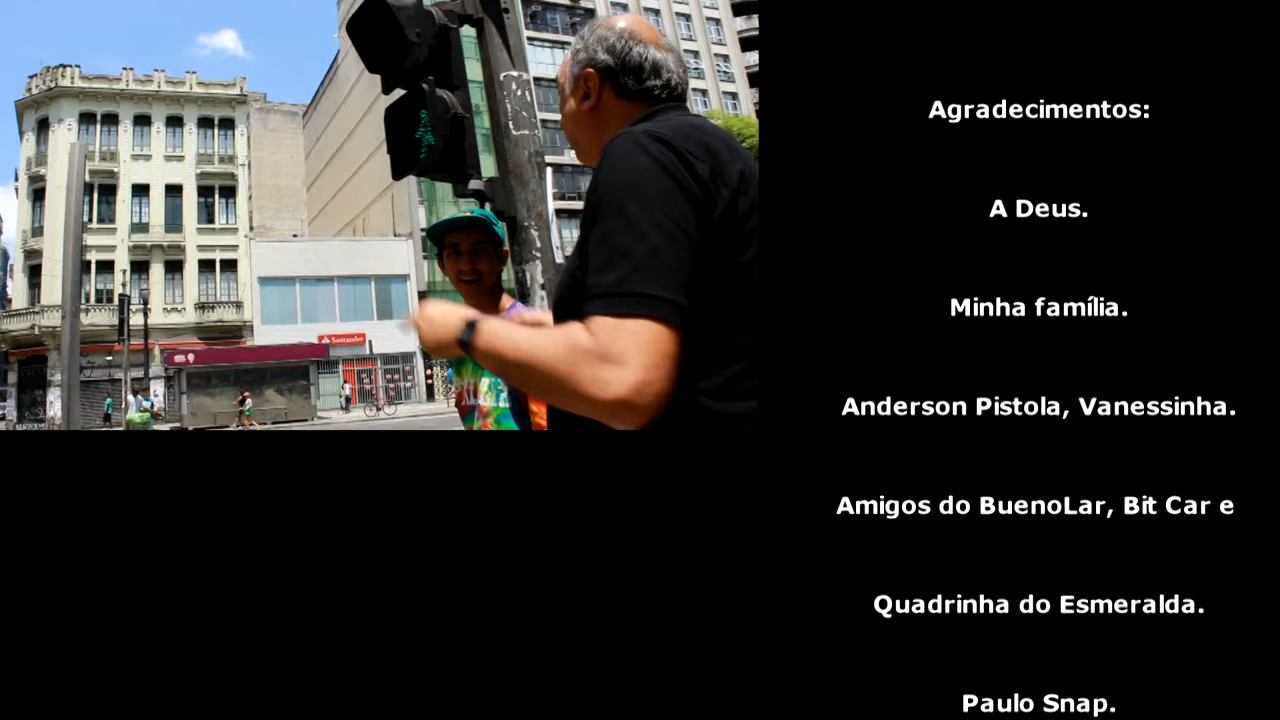 Santander
Agradecimentos:
A Deus.
Minha família.
Anderson Pistola, Vanessinha.
Amigos do BuenoLar, Bit Car e
Quadrinha do Esmeralda.
Paulo Snap.